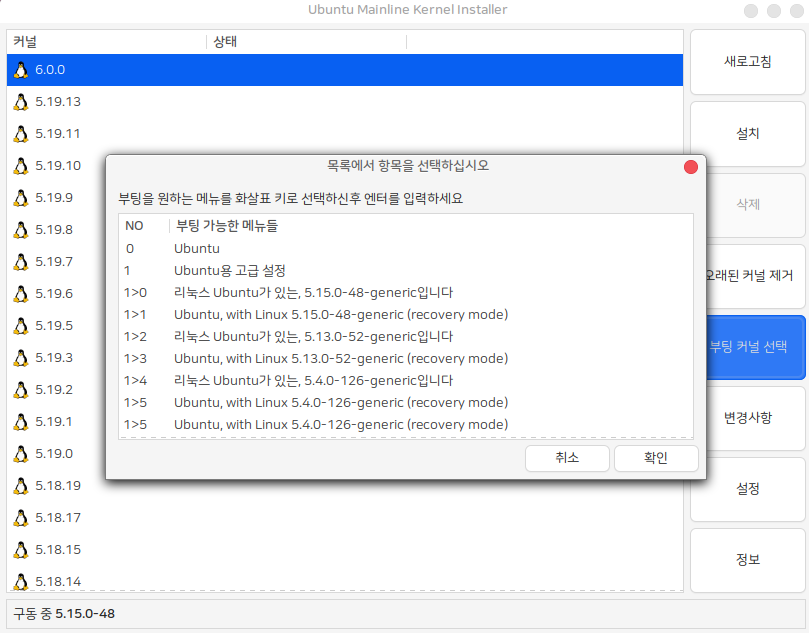 Ubuntu Mainline Kernel Installer
커널 상태
6.0.0
5.19.13
5.19.11
5.19.10
5.19.9
5.19.8
5.19.7
5.19.6
5.19.5
5.19.3
5.19.2
5.19.1
5.19.0
5.18.19
5.18.17
5.18.15
5.18.14
목록에서 항목을 선택하십시오
부팅을 원하는 메뉴를 화살표 키로 선택하신후 엔터를 입력하세요
NO 부팅 가능한 메뉴들
0 Ubuntu
1 Ubuntu용 고급 설정
1>0 리눅스 Ubuntu가 있는, 5.15.0-48-generic입니다
1>1 Ubuntu, with Linux 5.15.0-48-generic (recovery mode)
1>2 리눅스 Ubuntu가 있는, 5.13.0-52-generic입니다
1>3 Ubuntu, with Linux 5.13.0-52-generic (recovery mode)
1>4 리눅스 Ubuntu가 있는, 5.4.0-126-generic입니다
1>5 Ubuntu, with Linux 5.4.0-126-generic (recovery mode)
1>5 Ubuntu, with Linux 5.4.0-126-generic (recovery mode)
취소 확인
새로고침
설치
삭제
오래된 커널 제거
부팅 커널 선택
변경사항
설정
정보
구동 중 5.15.0-48